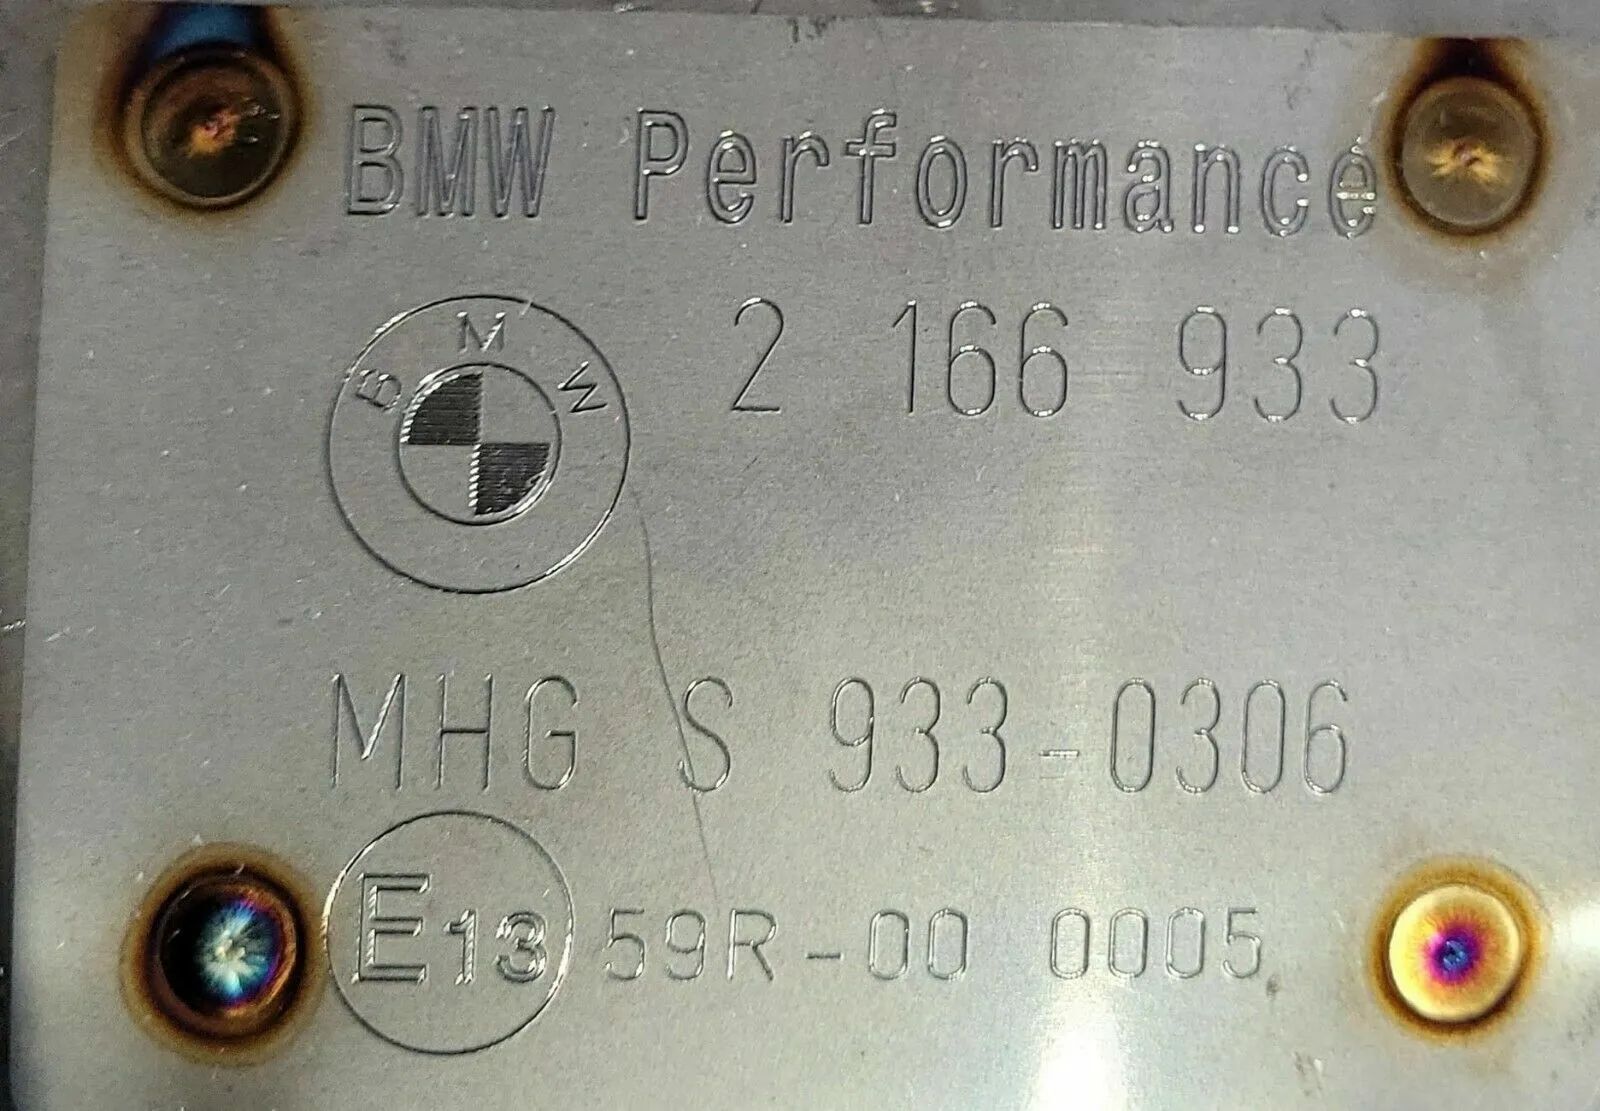 BMW Performance
BMW 2 166 933
MHG S 933-0306
E13 59R-00 0005